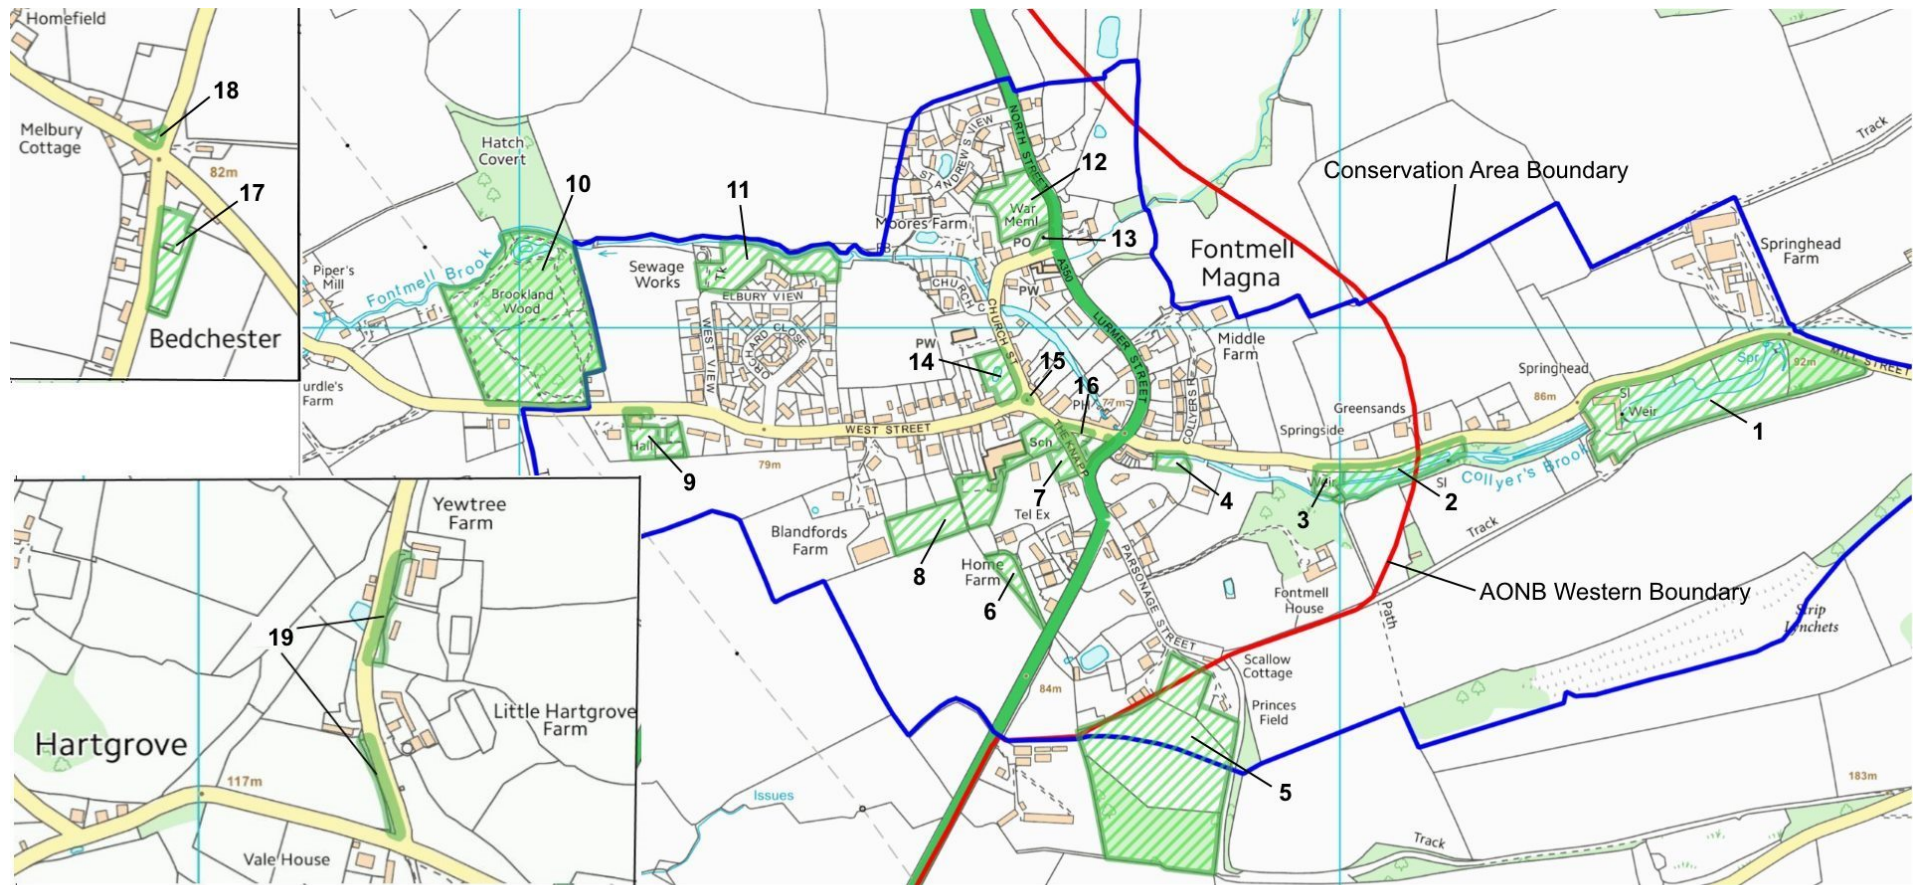 Homefield
18
Melbury
Cottage
82m
17
Bedchester
Hatch
Covert
10
11
Fontmell Brook
Piper's
Mill
Brookland
Wood
Sewage
Works
Tk
ELBURY VIEW
WEST VIEW
ORCHARD CLOSE
urdle's
Farm
Hall
9
79m
WEST STREET
ST ANDREWS VIEW
NORTH STREET
12
War
Meml
Moores Farm
FB
PO
13
A350
CHURCH
PW
CHURCH ST
LURMER STREET
PW
14
15
16
PH
77m
Sch
THE KNAPP
7
Tel Ex
8
Blandfords
Farm
Home
Farm
6
PARSONAGE STREET
84m
Fontmell
Magna
Middle
Farm
COLLYERS R
4
Springside
Greensands
Weir
3
2
SI
Collyer's Brook
Track
Springhead
86m
SI
Weir
Spr
92m
MILL STREET
1
Conservation Area Boundary
Track
Springhead
Farm
AONB Western Boundary
Path
Fontmell
House
Scallow
Cottage
Princes
Field
5
Strip
Lynchets
183m
Track
Issues
Yewtree
Farm
19
Little Hartgrove
Farm
Hartgrove
117m
Vale House